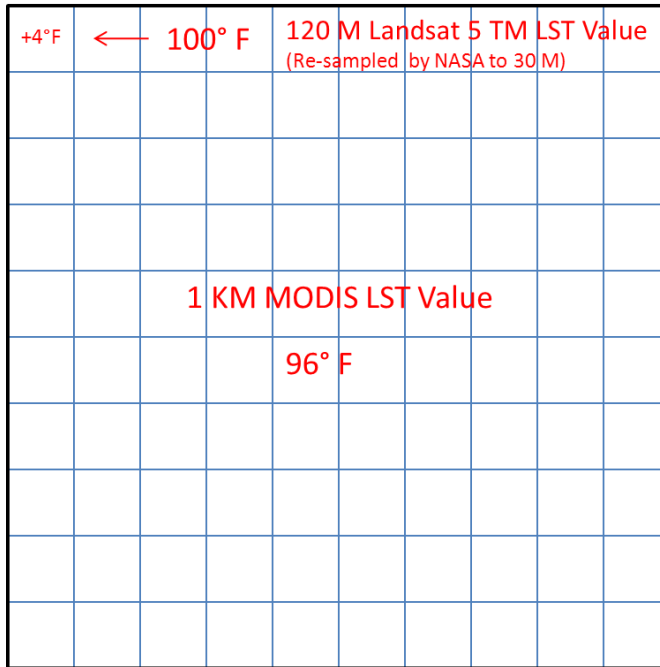 +4°F ← 100° F 120 M Landsat 5 TM LST Value
(Re-sampled by NASA to 30 M)
1 KM MODIS LST Value
96° F